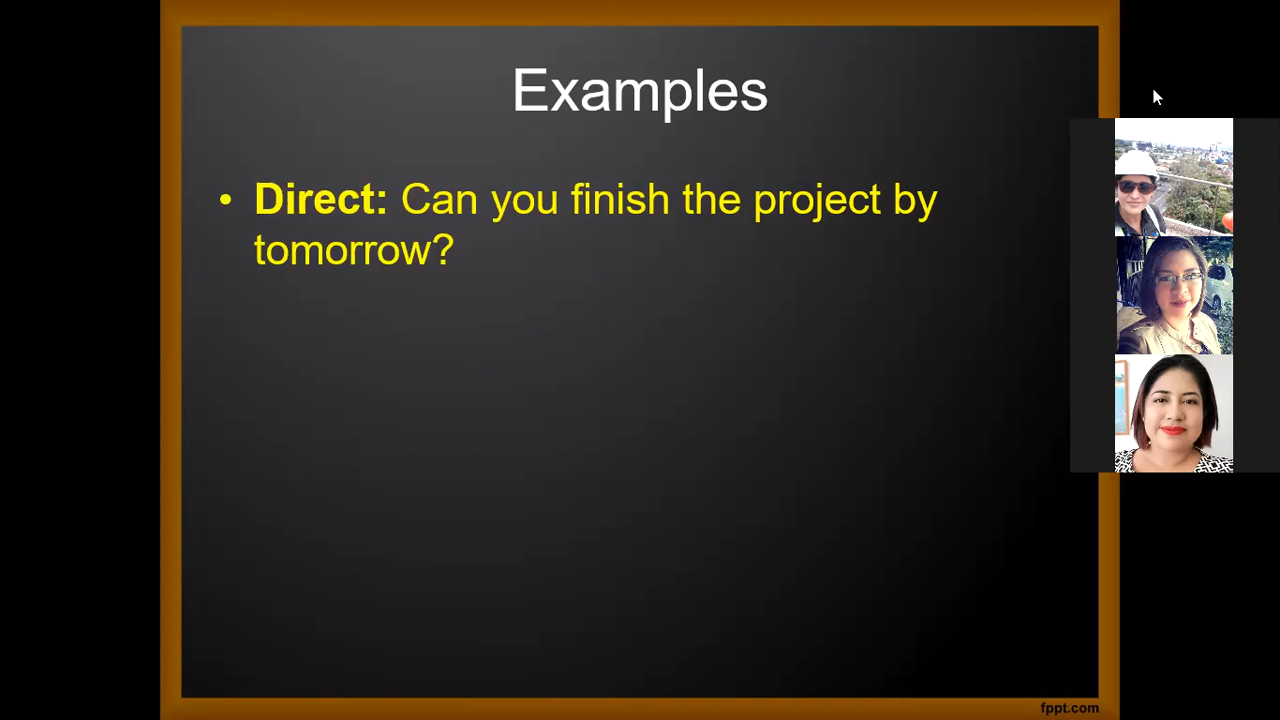 Examples
• Direct: Can you finish the project by
tomorrow?
fppt.com